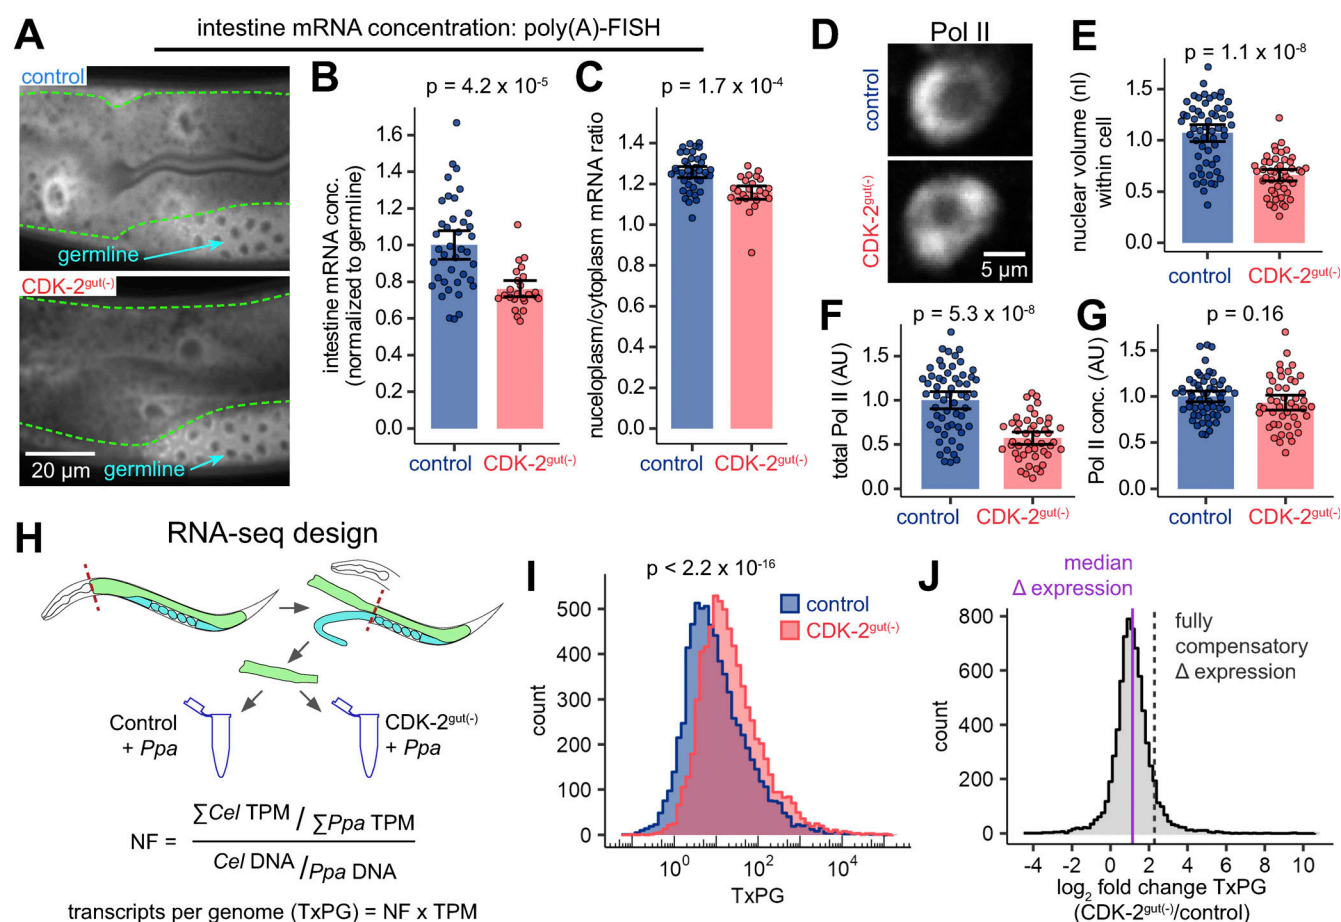 A
intestine mRNA concentration: poly(A)-FISH
control
germline
CDK-2gut(-)
20 µm
germline
B
p = 4.2 x 10-5
intestine mRNA conc.
(normalized to germline)
1.6
1.4
1.2
1.0
0.8
0.6
0.4
0.2
0.0
control
CDK-2gut(-)
C
p = 1.7 x 10-4
nuceloplasm/cytoplasm mRNA ratio
1.4
1.2
1.0
1.8
1.6
1.4
1.2
0.0
control
CDK-2gut(-)
D
Pol II
control
CDK-2gut(-)
5 µm
E
p = 1.1 x 10-8
nuclear volume (nl)
within cell
1.5
1.0
0.5
0.0
control
CDK-2gut(-)
F
p = 5.3 x 10-8
total Pol II (AU)
1.5
1.0
0.5
0.0
control
CDK-2gut(-)
G
p = 0.16
Pol II conc. (AU)
1.5
1.0
0.5
0.0
control
CDK-2gut(-)
H
RNA-seq design
Control
+ Ppa
CDK-2gut(-)
+ Ppa
NF = ∑Cel TPM / ∑Ppa TPM
Cel DNA / Ppa DNA
transcripts per genome (TxPG) = NF x TPM
I
p < 2.2 x 10-16
control
CDK-2gut(-)
count
500
400
300
200
100
0
100 102 104
TxPG
J
median
Δ expression
fully
compensatory
Δ expression
count
800
600
400
200
0
-4 -2 0 2 4 6 8 10
log2 fold change TxPG
(CDK-2gut(-)/control)